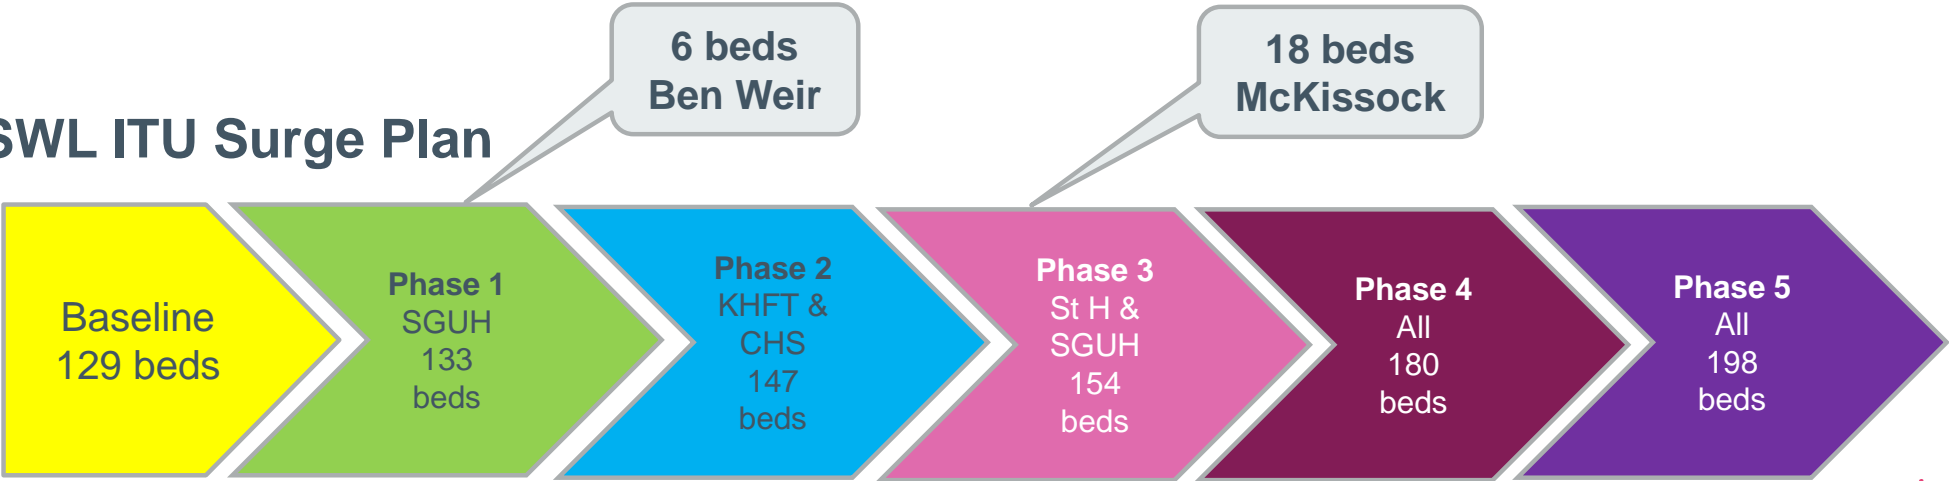 6 beds
Ben Weir
18 beds
McKissock
SWL ITU Surge Plan
Baseline
129 beds
Phase 1
SGUH
133
beds
Phase 2
KHFT &
CHS
147
beds
Phase 3
St H &
SGUH
154
beds
Phase 4
All
180
beds
Phase 5
All
198
beds